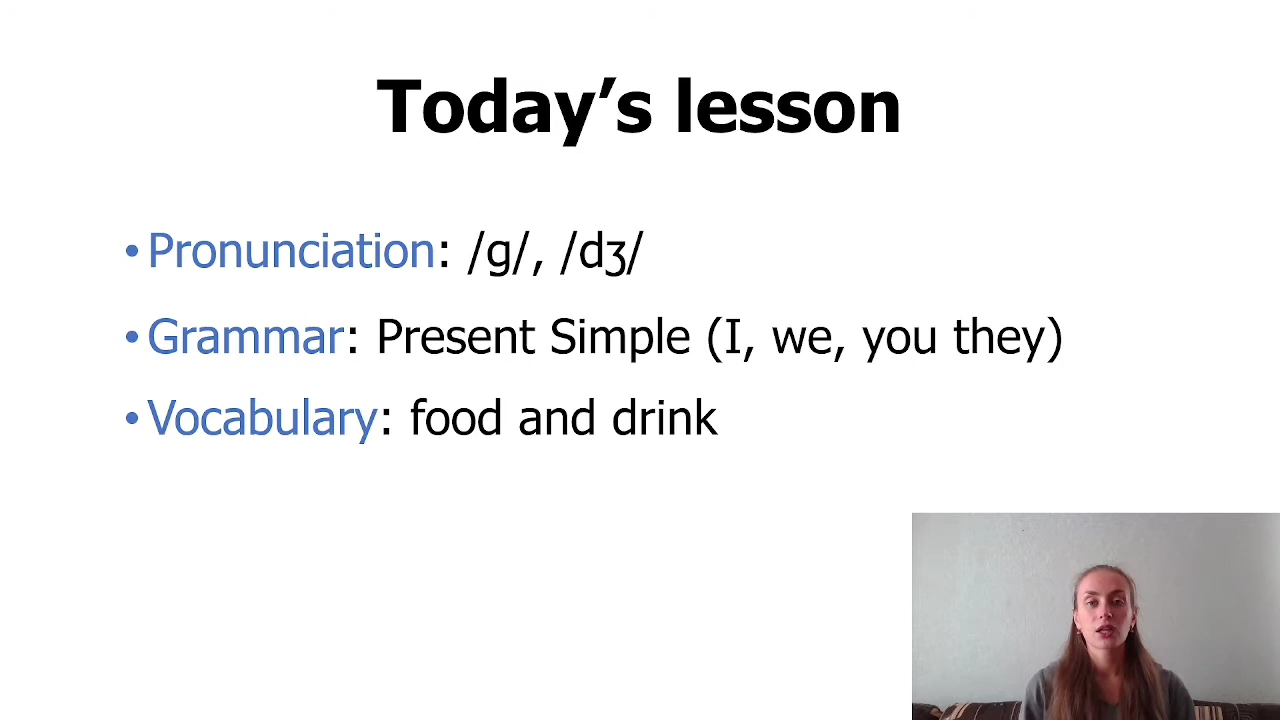 Today’s lesson
• Pronunciation: /g/, /dʒ/
• Grammar: Present Simple (I, we, you they)
• Vocabulary: food and drink